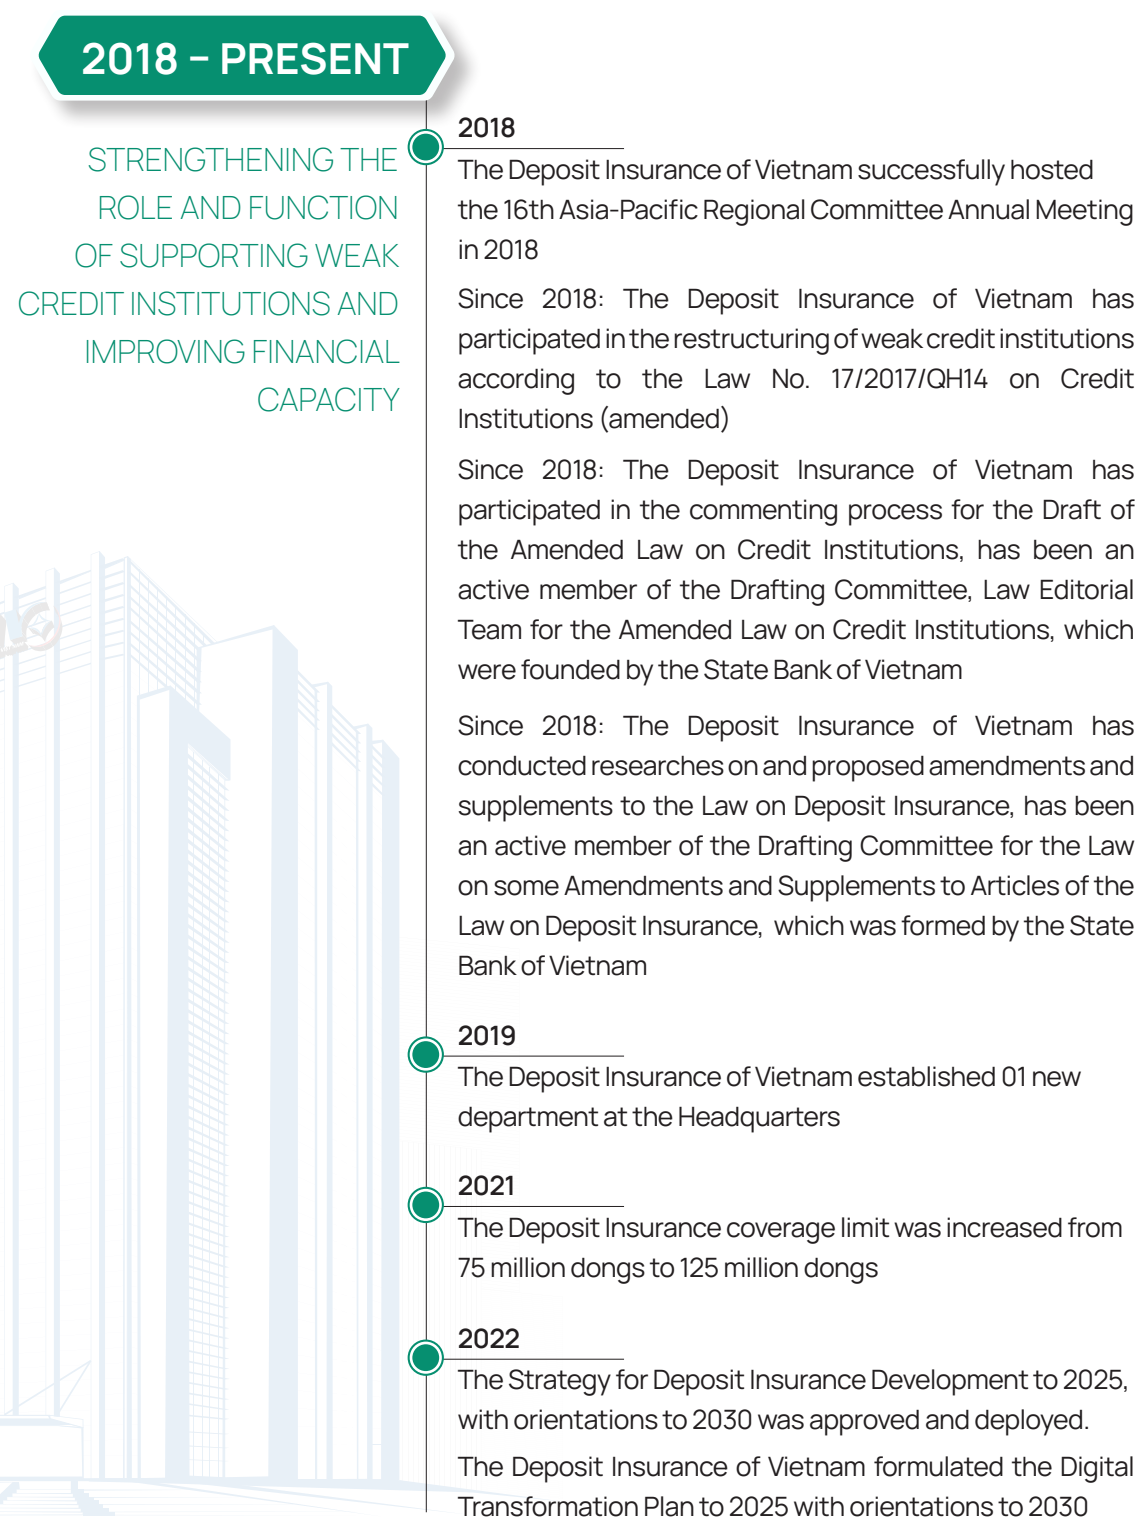 2018 – PRESENT
STRENGTHENING THE
ROLE AND FUNCTION
OF SUPPORTING WEAK
CREDIT INSTITUTIONS AND
IMPROVING FINANCIAL
CAPACITY
2018
The Deposit Insurance of Vietnam successfully hosted
the 16th Asia-Pacific Regional Committee Annual Meeting
in 2018
Since 2018: The Deposit Insurance of Vietnam has
participated in the restructuring of weak credit institutions
according to the Law No. 17/2017/QH14 on Credit
Institutions (amended)
Since 2018: The Deposit Insurance of Vietnam has
participated in the commenting process for the Draft of
the Amended Law on Credit Institutions, has been an
active member of the Drafting Committee, Law Editorial
Team for the Amended Law on Credit Institutions, which
were founded by the State Bank of Vietnam
Since 2018: The Deposit Insurance of Vietnam has
conducted researches on and proposed amendments and
supplements to the Law on Deposit Insurance, has been
an active member of the Drafting Committee for the Law
on some Amendments and Supplements to Articles of the
Law on Deposit Insurance, which was formed by the State
Bank of Vietnam
2019
The Deposit Insurance of Vietnam established 01 new
department at the Headquarters
2021
The Deposit Insurance coverage limit was increased from
75 million dongs to 125 million dongs
2022
The Strategy for Deposit Insurance Development to 2025,
with orientations to 2030 was approved and deployed.
The Deposit Insurance of Vietnam formulated the Digital
Transformation Plan to 2025 with orientations to 2030